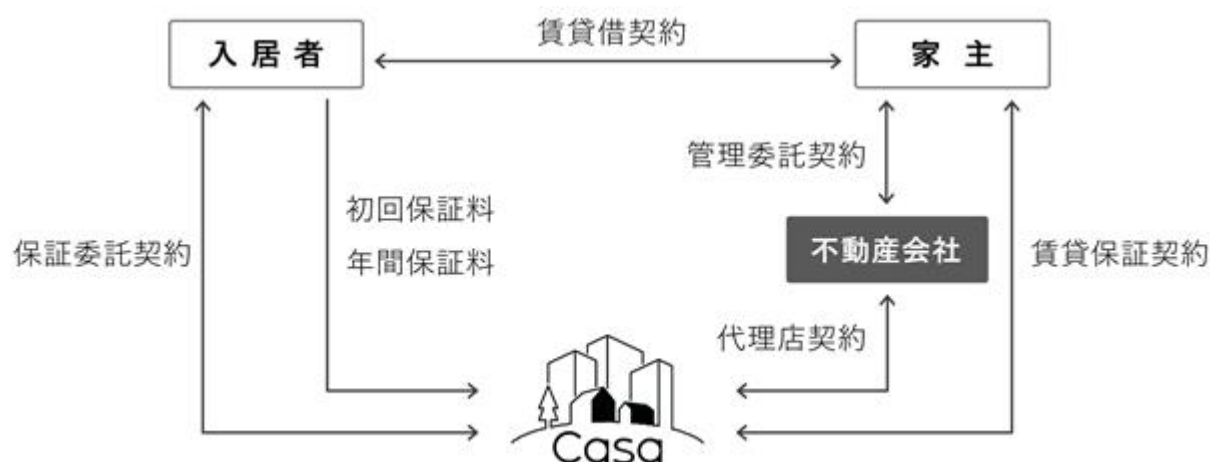 賃貸借契約
入居者
家主
管理委託契約
初回保証料
年間保証料
不動産会社
保証委託契約
賃貸保証契約
代理店契約
Casa